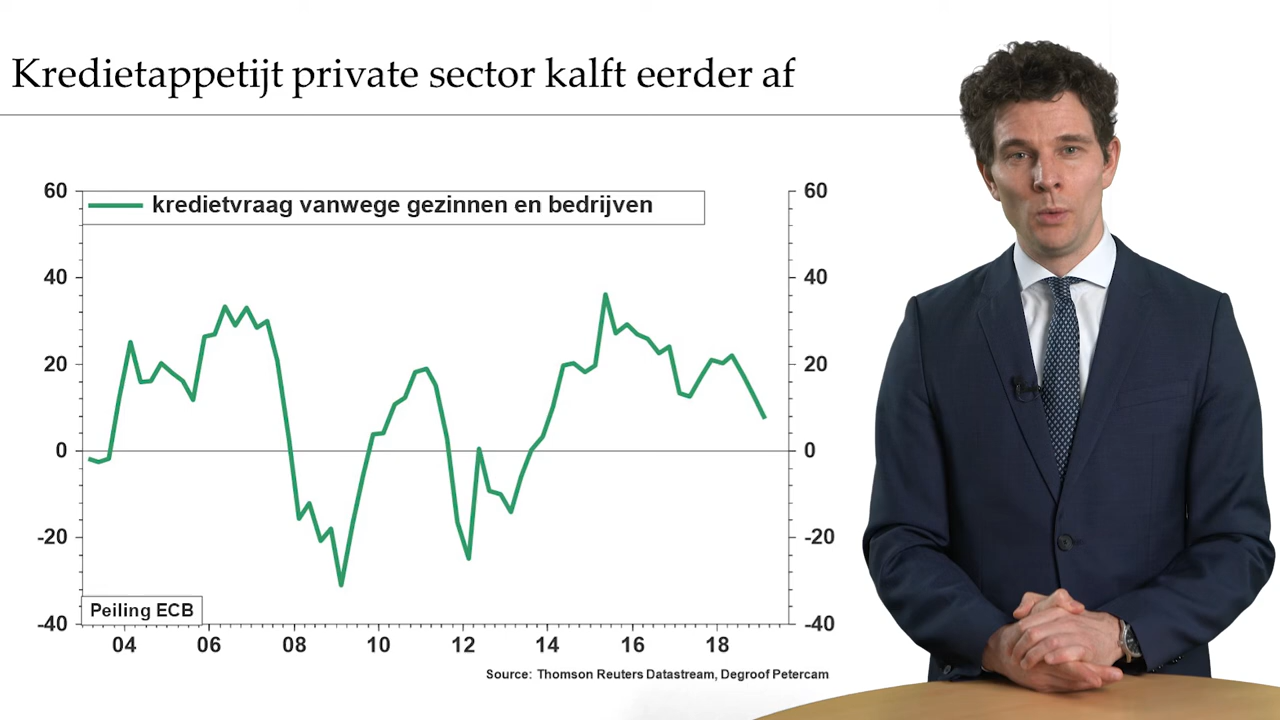 Kredietappetijt private sector kalft eerder af
kredietvraag vanwege gezinnen en bedrijven
60 60
40 40
20 20
0 0
-20 -20
-40 -40
Peiling ECB
04 06 08 10 12 14 16 18
Source: Thomson Reuters Datastream, Degroof Petercam